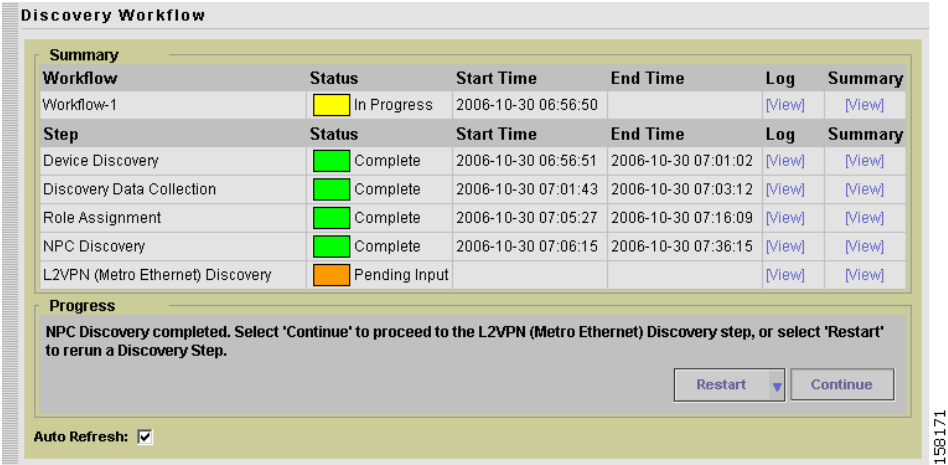 Discovery Workflow
Summary
Workflow Status Start Time End Time Log Summary
Workflow-1 In Progress 2006-10-30 06:56:50 [View] [View]
Step Status Start Time End Time Log Summary
Device Discovery Complete 2006-10-30 06:56:51 2006-10-30 07:01:02 [View] [View]
Discovery Data Collection Complete 2006-10-30 07:01:43 2006-10-30 07:03:12 [View] [View]
Role Assignment Complete 2006-10-30 07:05:27 2006-10-30 07:16:09 [View] [View]
NPC Discovery Complete 2006-10-30 07:06:15 2006-10-30 07:36:15 [View] [View]
L2VPN (Metro Ethernet) Discovery Pending Input [View] [View]
Progress
NPC Discovery completed. Select 'Continue' to proceed to the L2VPN (Metro Ethernet) Discovery step, or select 'Restart'
to rerun a Discovery Step.
Restart Continue
Auto Refresh:
158171